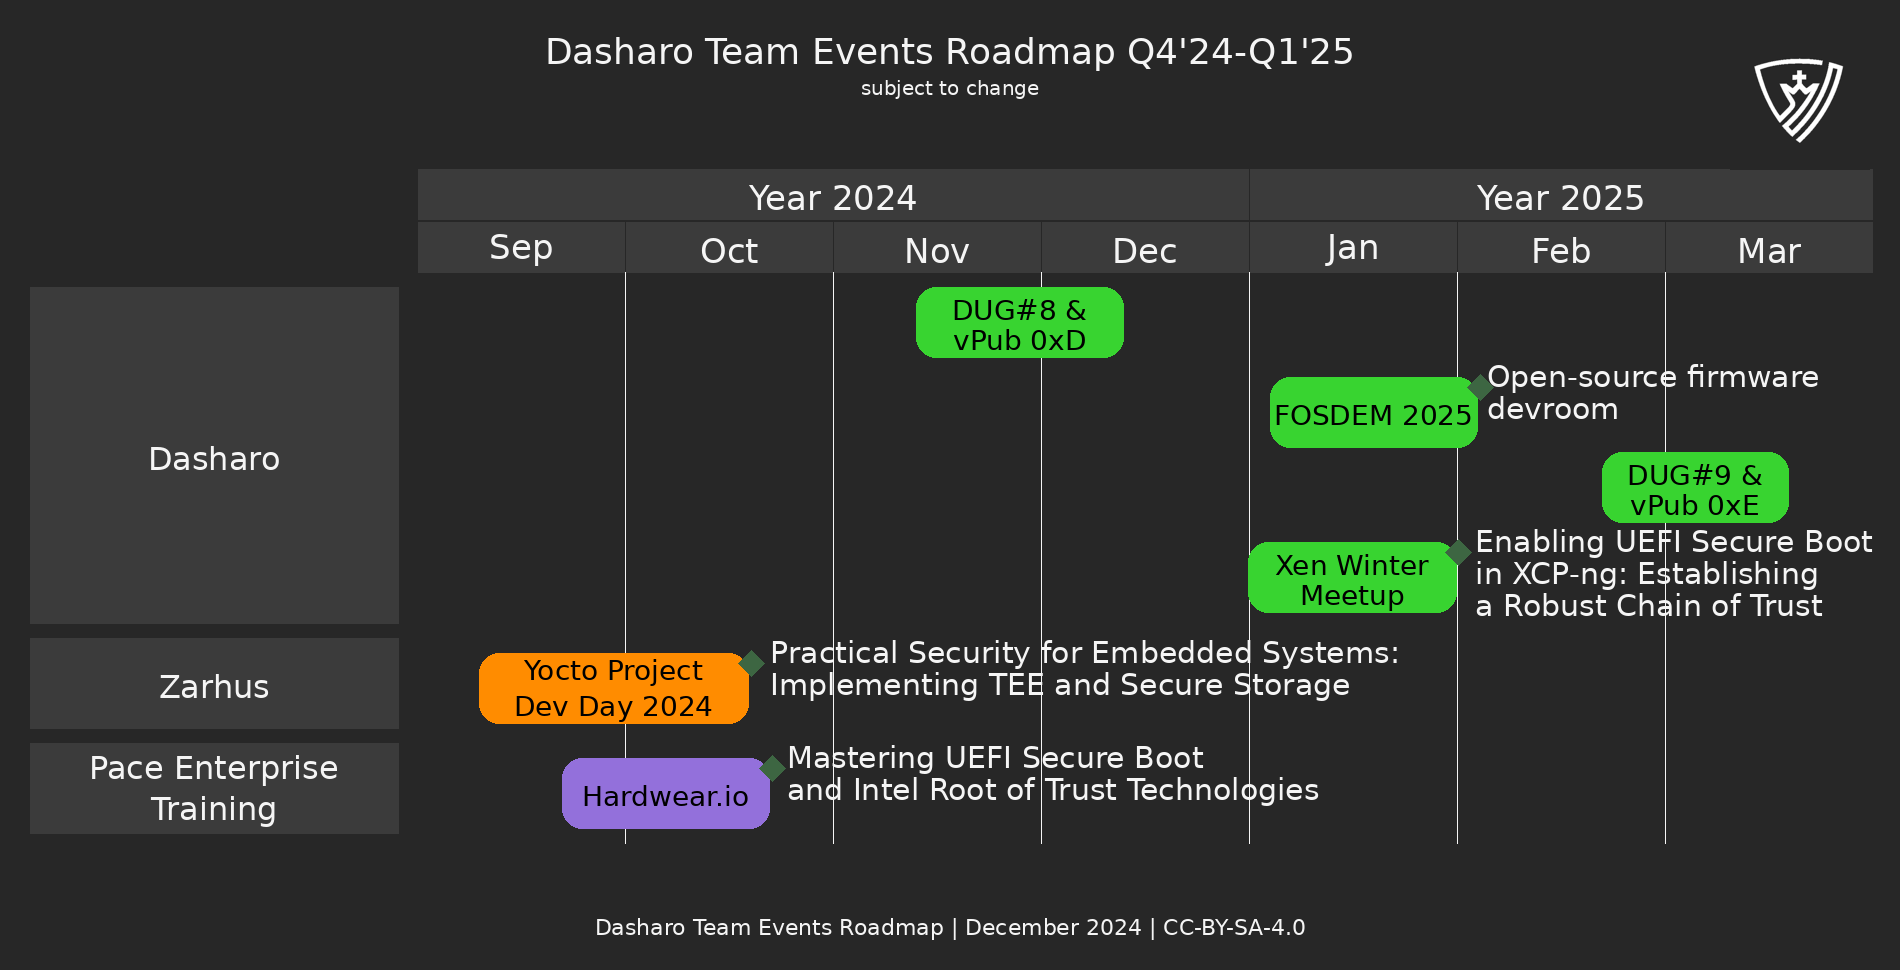 Dasharo Team Events Roadmap Q4'24-Q1'25
subject to change
Year 2024
Year 2025
Sep
Oct
Nov
Dec
Jan
Feb
Mar
Dasharo
DUG#8 &
vPub 0xD
FOSDEM 2025
Open-source firmware
devroom
DUG#9 &
vPub 0xE
Xen Winter
Meetup
Enabling UEFI Secure Boot
in XCP-ng: Establishing
a Robust Chain of Trust
Zarhus
Yocto Project
Dev Day 2024
Practical Security for Embedded Systems:
Implementing TEE and Secure Storage
Pace Enterprise
Training
Hardwear.io
Mastering UEFI Secure Boot
and Intel Root of Trust Technologies
Dasharo Team Events Roadmap | December 2024 | CC-BY-SA-4.0